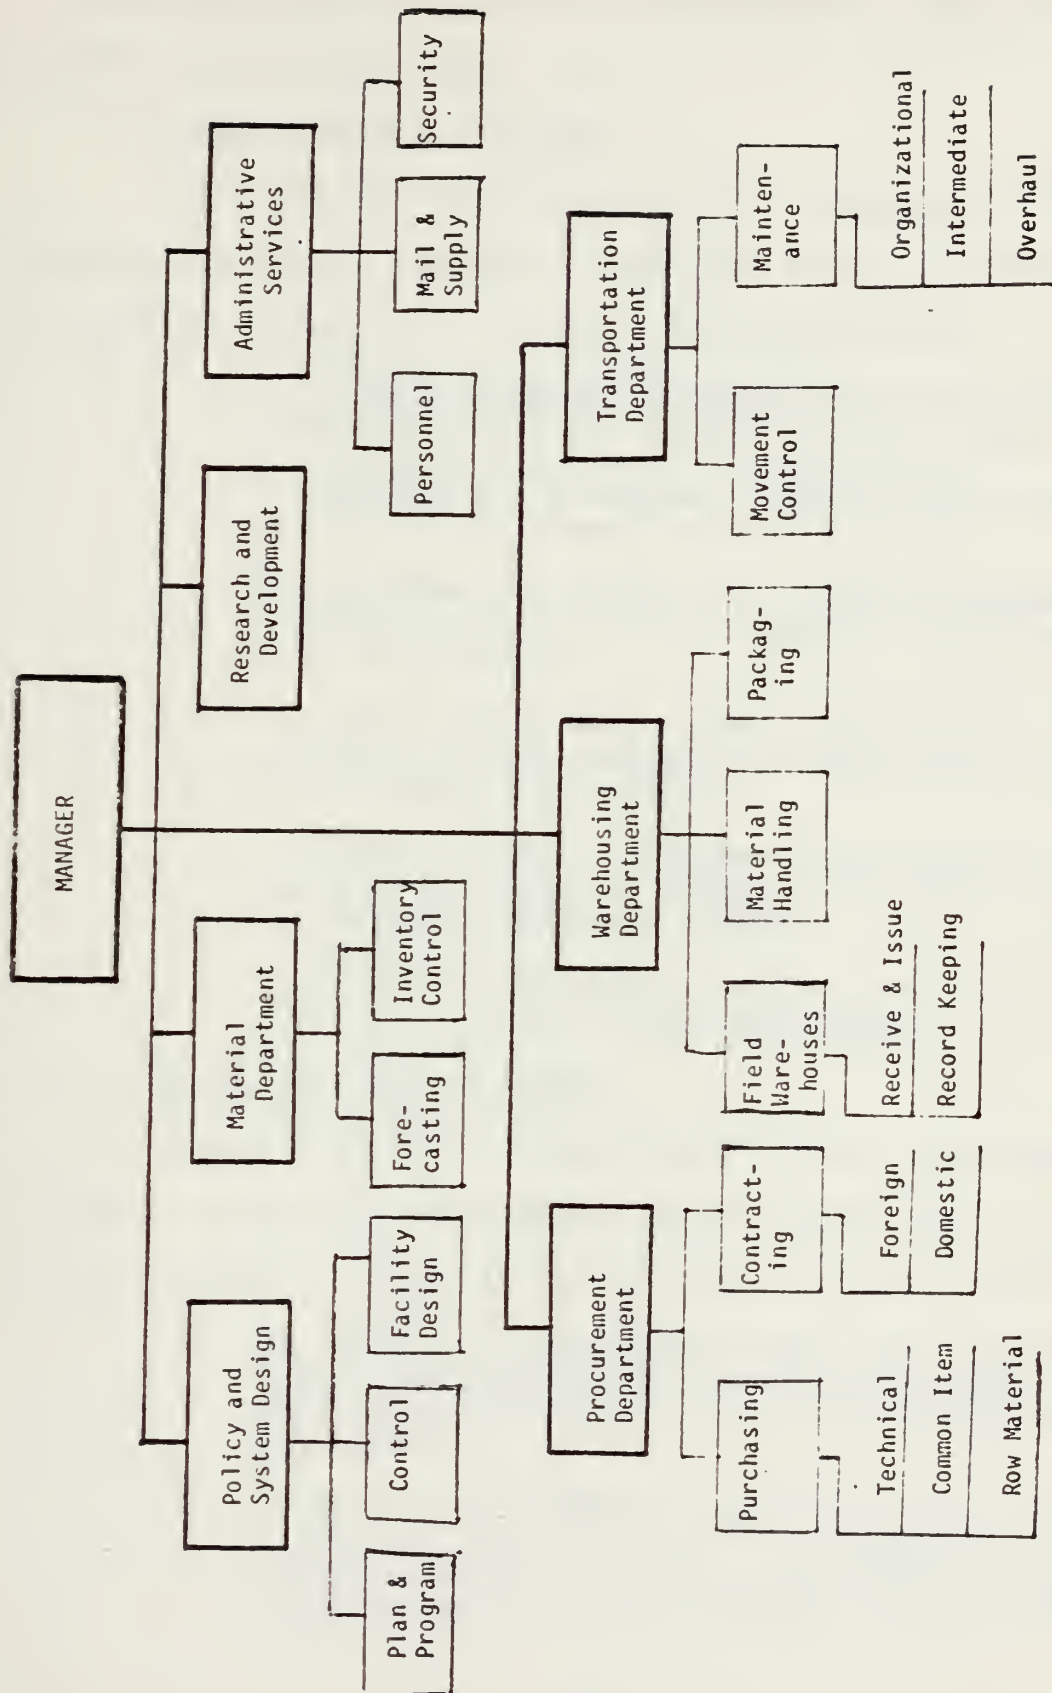 MANAGER
Policy and
System Design
Material
Department
Research and
Development
Administrative
Services
Plan &
Program
Control
Facility
Design
Fore-
casting
Inventory
Control
Personnel
Mail &
Supply
Security
Procurement
Department
Warehousing
Department
Transportation
Department
Purchasing
Contract-
ing
Field
Ware-
houses
Material
Handling
Packag-
ing
Movement
Control
Mainten-
ance
Technical
Common Item
Row Material
Foreign
Domestic
Receive & Issue
Record Keeping
Organizational
Intermediate
Overhaul